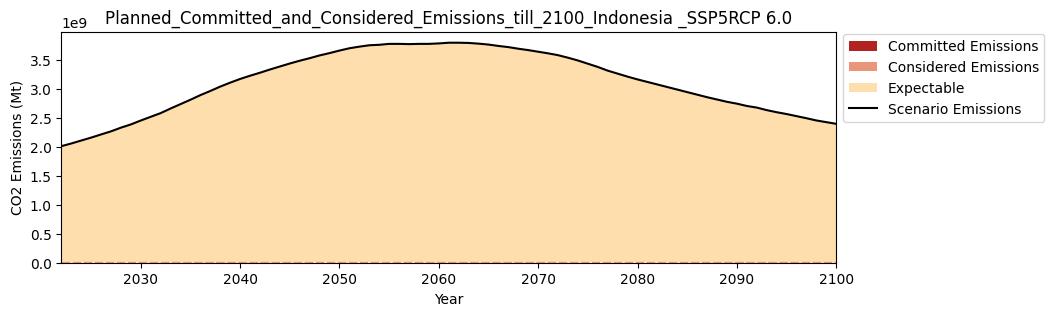 Planned_Committed_and_Considered_Emissions_till_2100_Indonesia _SSP5RCP 6.0
1e9
3.5
3.0
2.5
2.0
1.5
1.0
0.5
0.0
CO2 Emissions (Mt)
2030 2040 2050 2060 2070 2080 2090 2100
Year
Committed Emissions
Considered Emissions
Expectable
Scenario Emissions